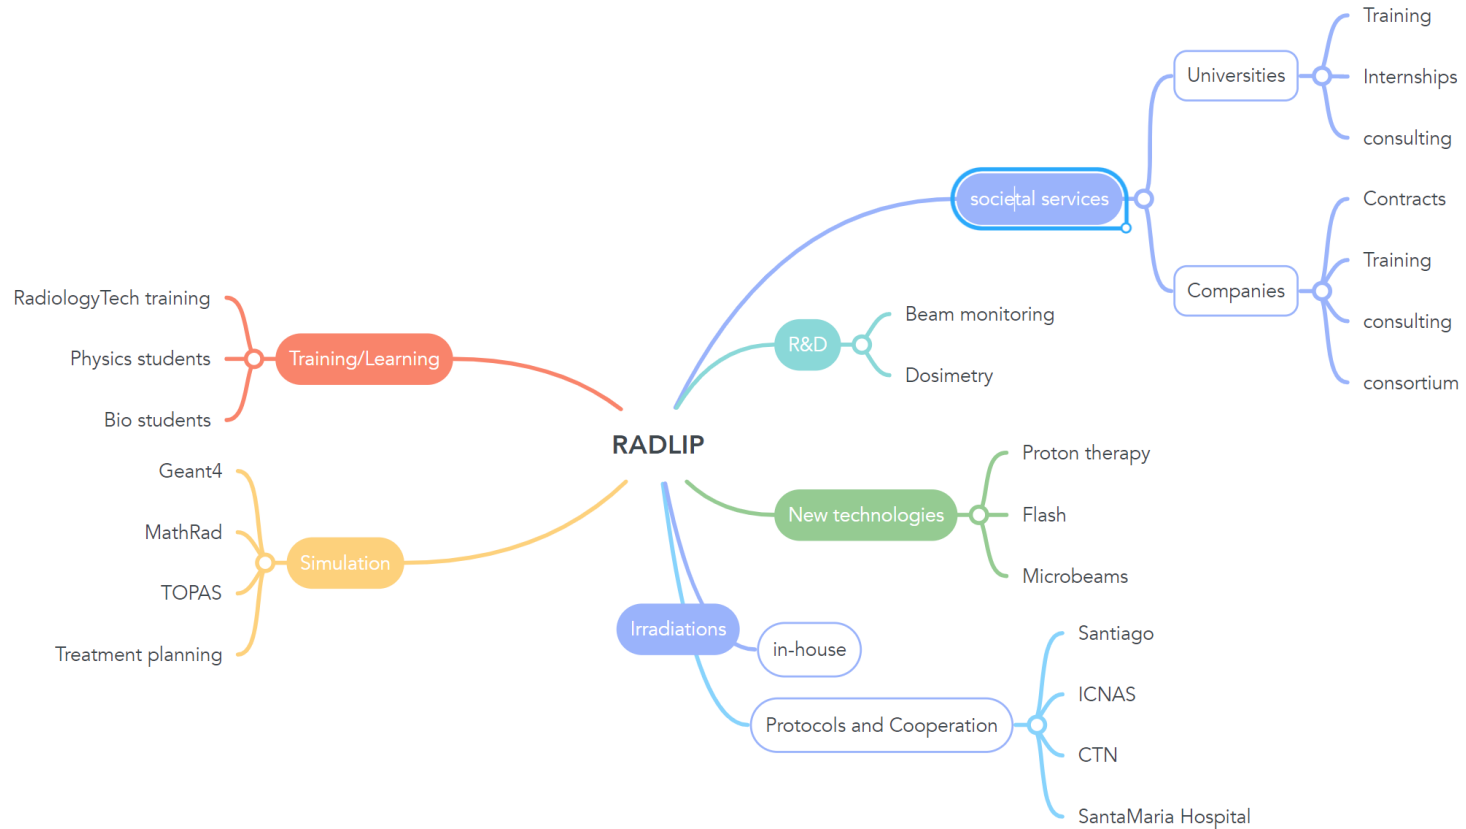 Training
Universities
Internships
consulting
societal services
Contracts
Training
Companies
consulting
consortium
RadiologyTech training
Physics students
Training/Learning
Bio students
Beam monitoring
R&D
Dosimetry
RADLIP
Geant4
MathRad
Simulation
TOPAS
Treatment planning
Proton therapy
New technologies
Flash
Microbeams
Irradiations
in-house
Protocols and Cooperation
Santiago
ICNAS
CTN
SantaMaria Hospital